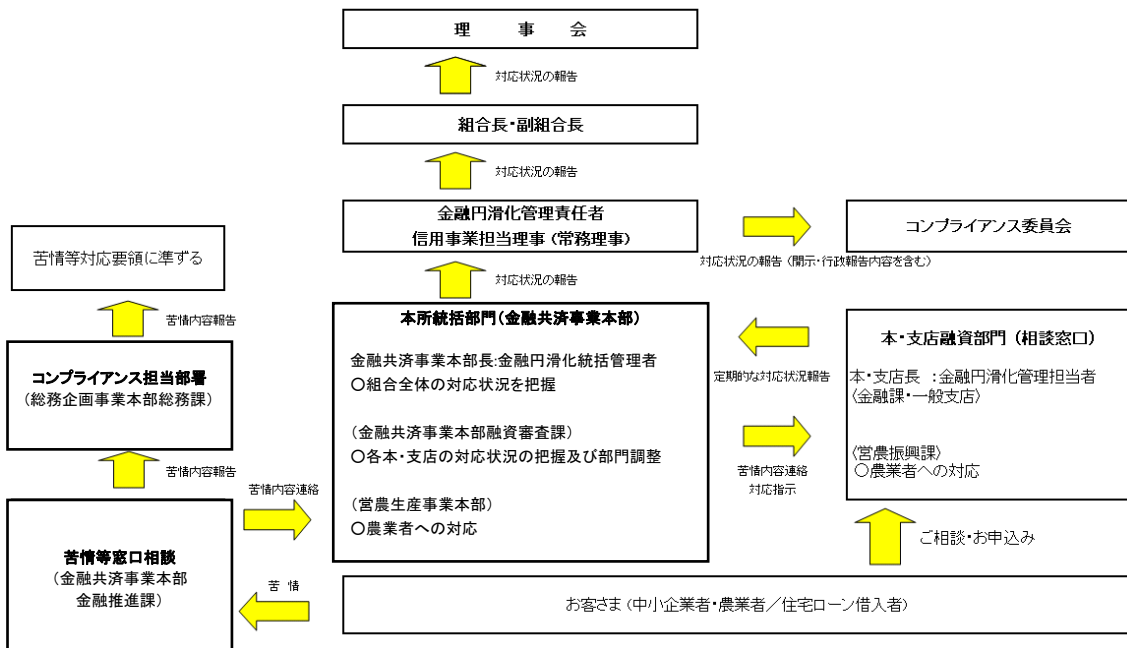 理　事　会
対応状況の報告
組合長・副組合長
対応状況の報告
金融円滑化管理責任者
信用事業担当理事（常務理事）
コンプライアンス委員会
対応状況の報告（開示・行政報告内容を含む）
対応状況の報告
苦情等対応要領に準ずる
苦情内容報告
コンプライアンス担当部署
（総務企画事業本部総務課）
苦情内容報告
苦情等窓口相談
（金融共済事業本部
金融推進課）
苦情内容連絡
苦 情
本所統括部門（金融共済事業本部）
金融共済事業本部長：金融円滑化統括管理者
○組合全体の対応状況を把握
（金融共済事業本部融資審査課）
○各本・支店の対応状況の把握及び部門調整
（営農生産事業本部）
○農業者への対応
定期的な対応状況報告
苦情内容連絡
対応指示
本・支店融資部門（相談窓口）
本・支店長 ：金融円滑化管理担当者
（金融課・一般支店）
（営農振興課）
○農業者への対応
ご相談・お申込み
お客さま（中小企業者・農業者／住宅ローン借入者）